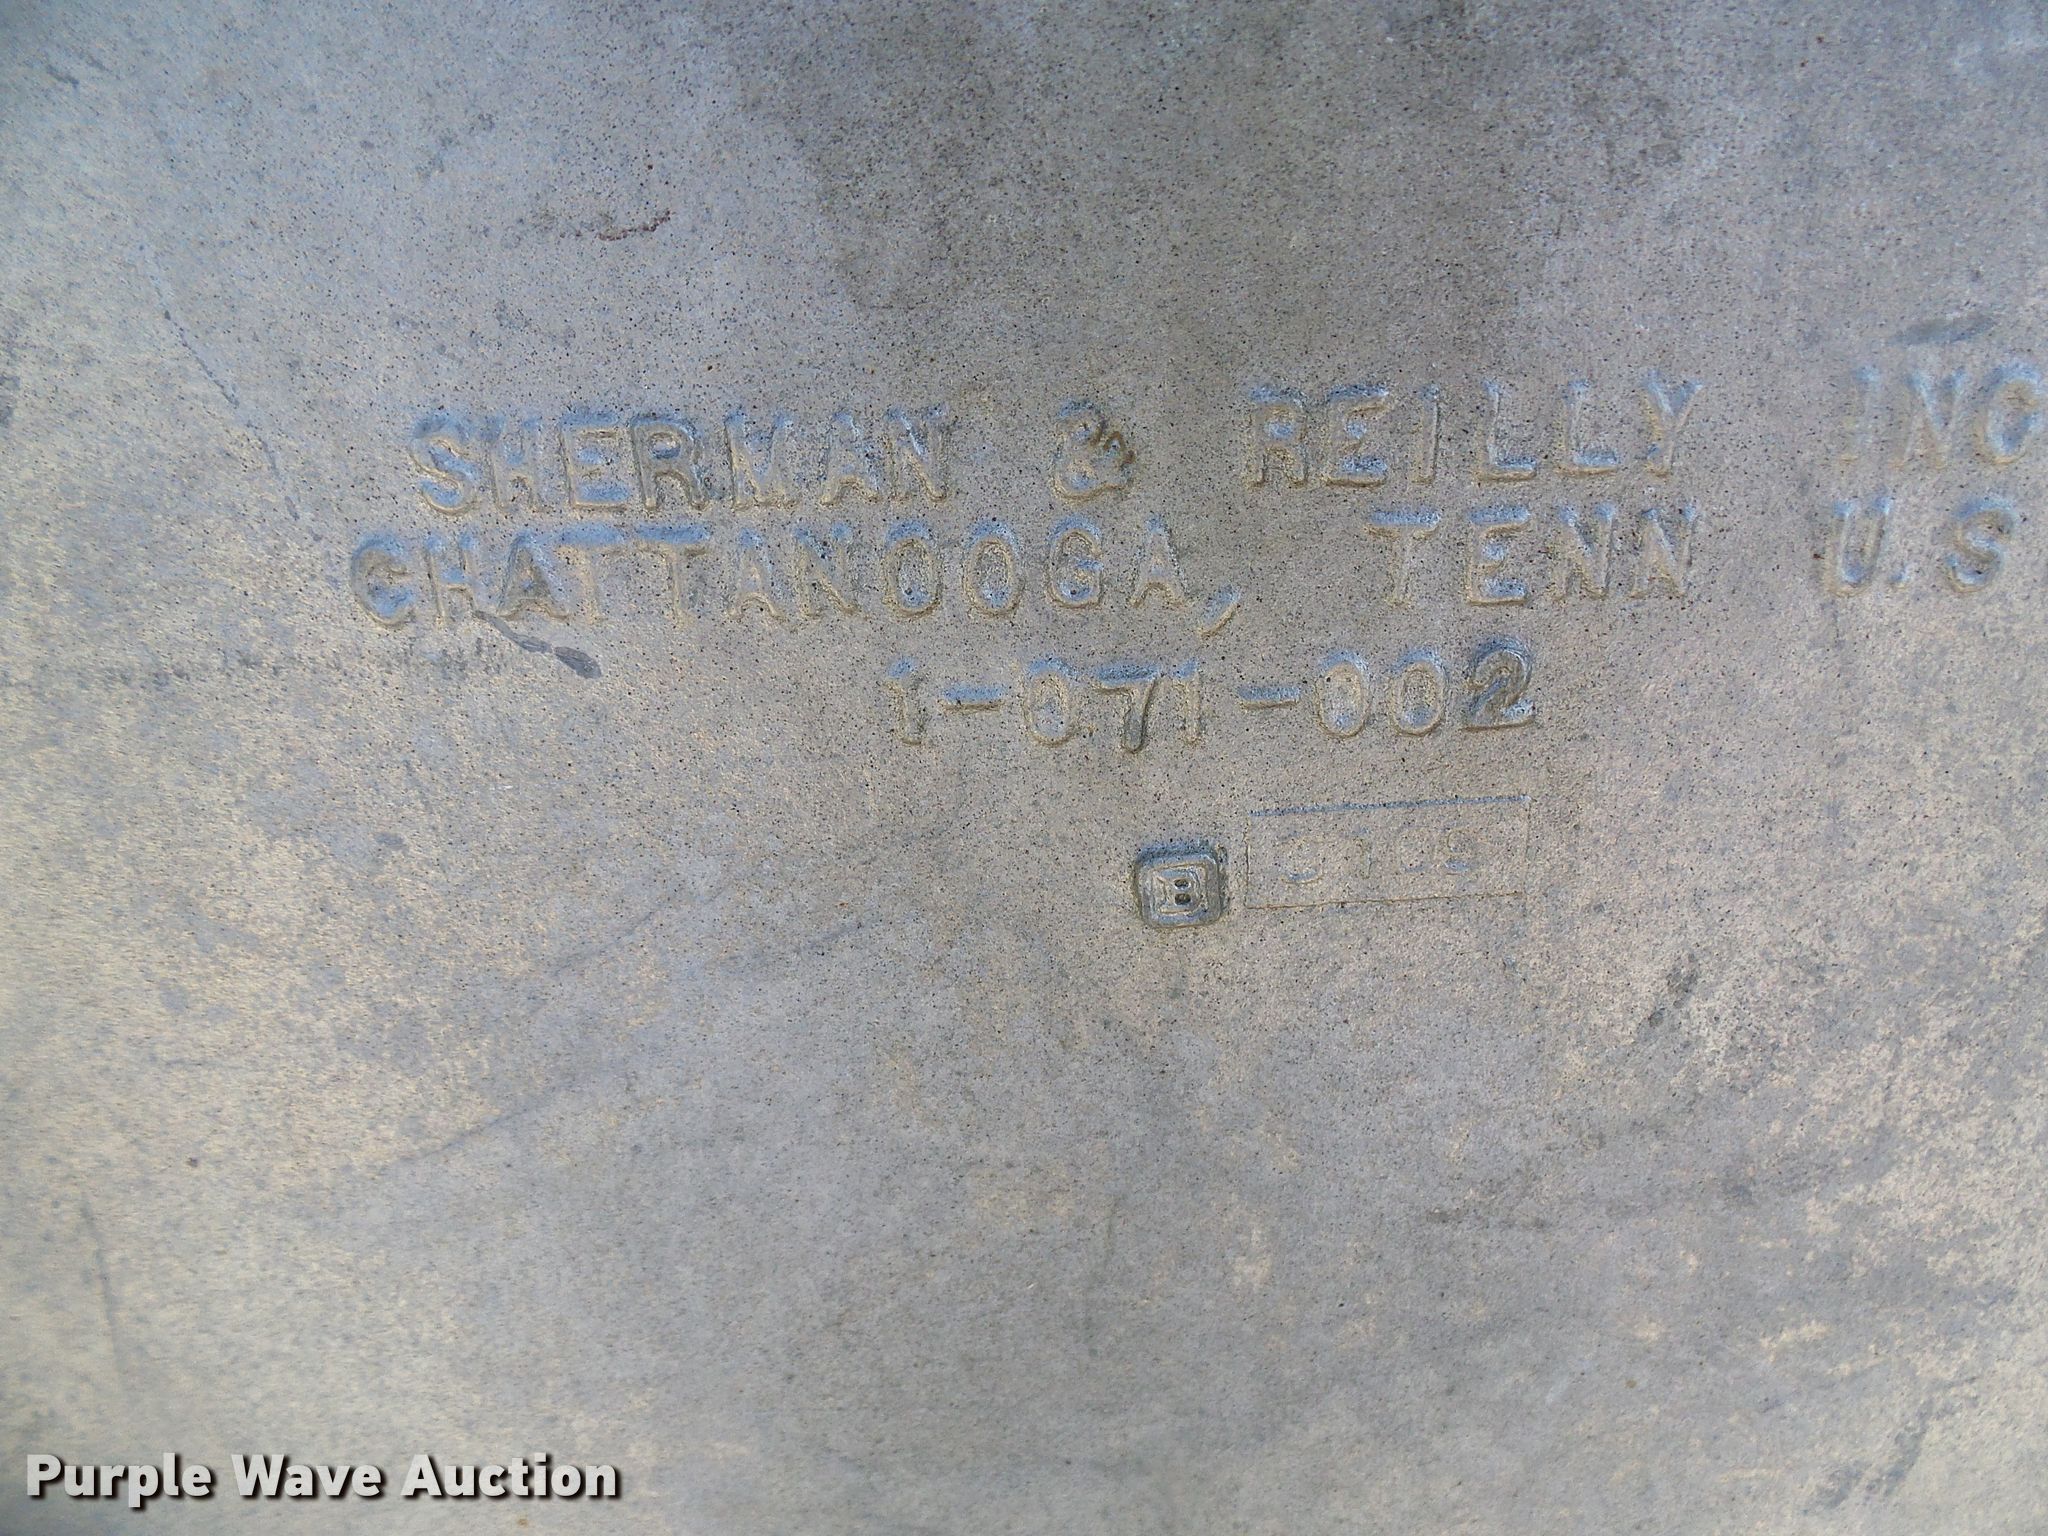 SHERMAN & REILLY INC
CHATTANOOGA, TENN U.S
1-071-002
B
Purple Wave Auction